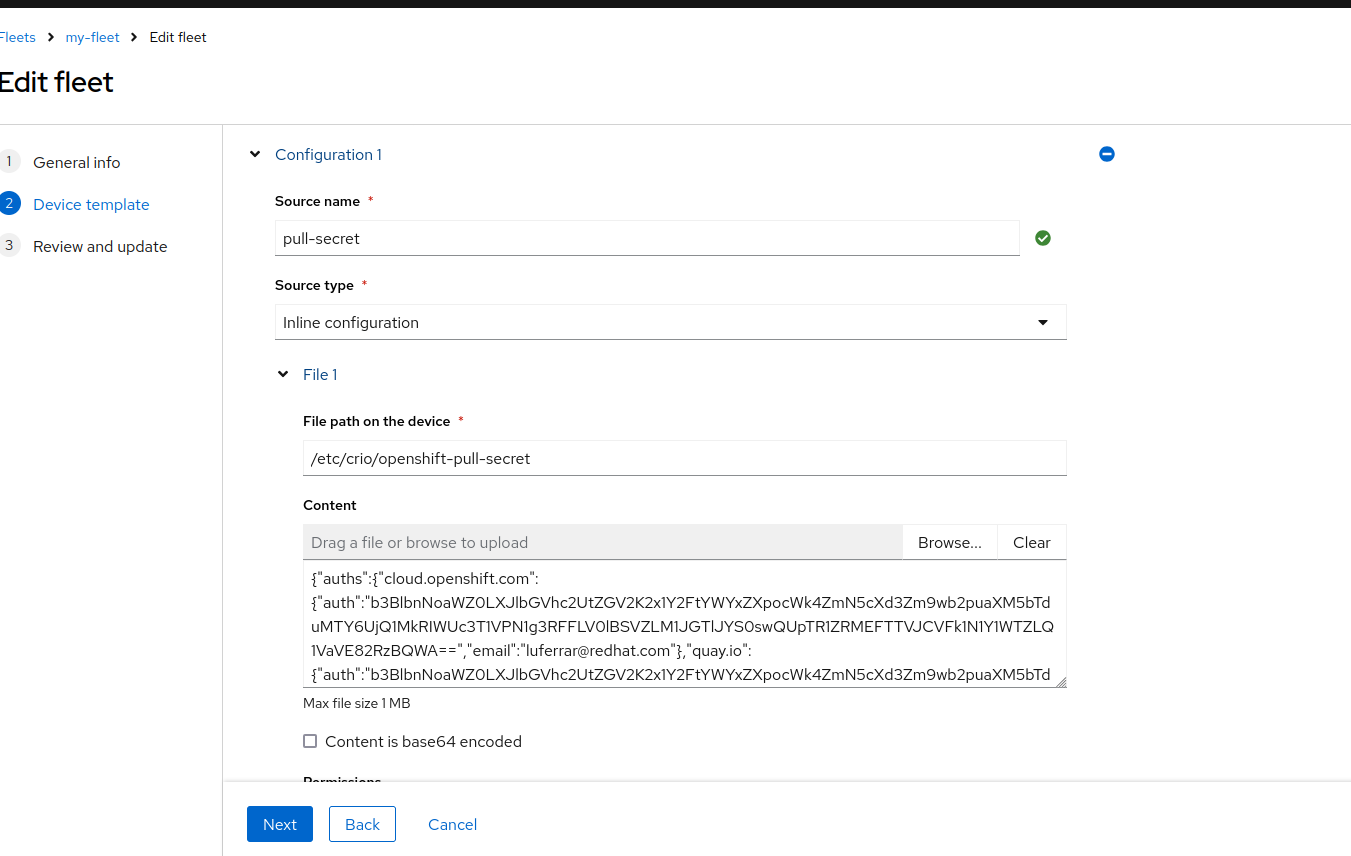 Fleets > my-fleet > Edit fleet
Edit fleet
1 General info
2 Device template
3 Review and update
Configuration 1
Source name *
pull-secret
Source type *
Inline configuration
File 1
File path on the device *
/etc/crio/openshift-pull-secret
Content
Drag a file or browse to upload
Browse...
Clear
{"auths":{"cloud.openshift.com":
{"auth":"
","email":"luferrar@redhat.com"},"quay.io":
{"auth":"
Max file size 1 MB
Content is base64 encoded
Permissions
Next
Back
Cancel